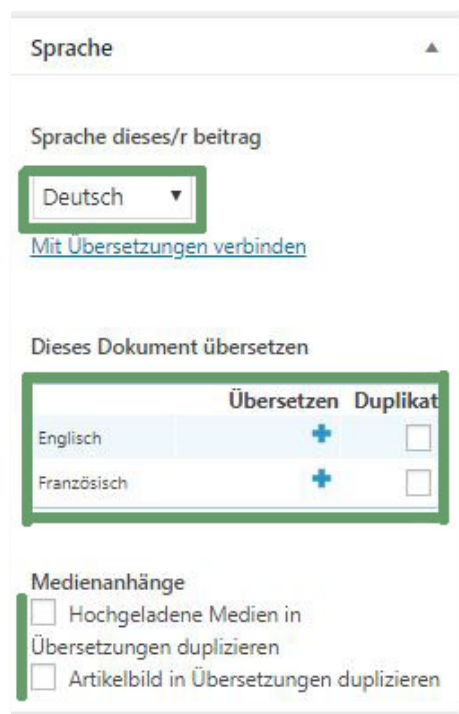 Sprache
Sprache dieses/r beitrag
Deutsch
Mit Übersetzungen verbinden
Dieses Dokument übersetzen
Übersetzen Duplikat
Englisch
Französisch
Medienanhänge
Hochgeladene Medien in
Übersetzungen duplizieren
Artikelbild in Übersetzungen duplizieren